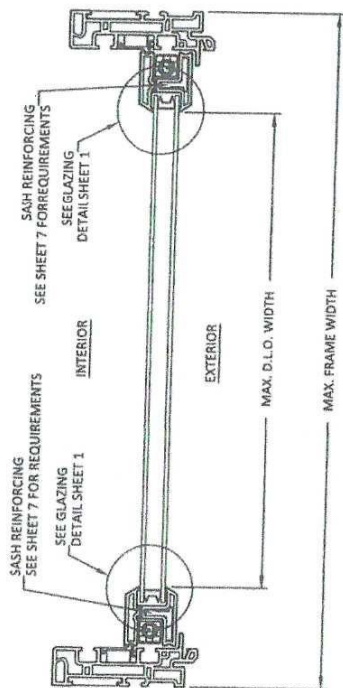 SASH REINFORCING
SEE SHEET 7 FOR REQUIREMENTS
SEE GLAZING
DETAIL SHEET 1
INTERIOR
EXTERIOR
SASH REINFORCING
SEE SHEET 7 FORREQUIREMENTS
SEE GLAZING
DETAIL SHEET 1
MAX. D.L.O. WIDTH
MAX. FRAME WIDTH